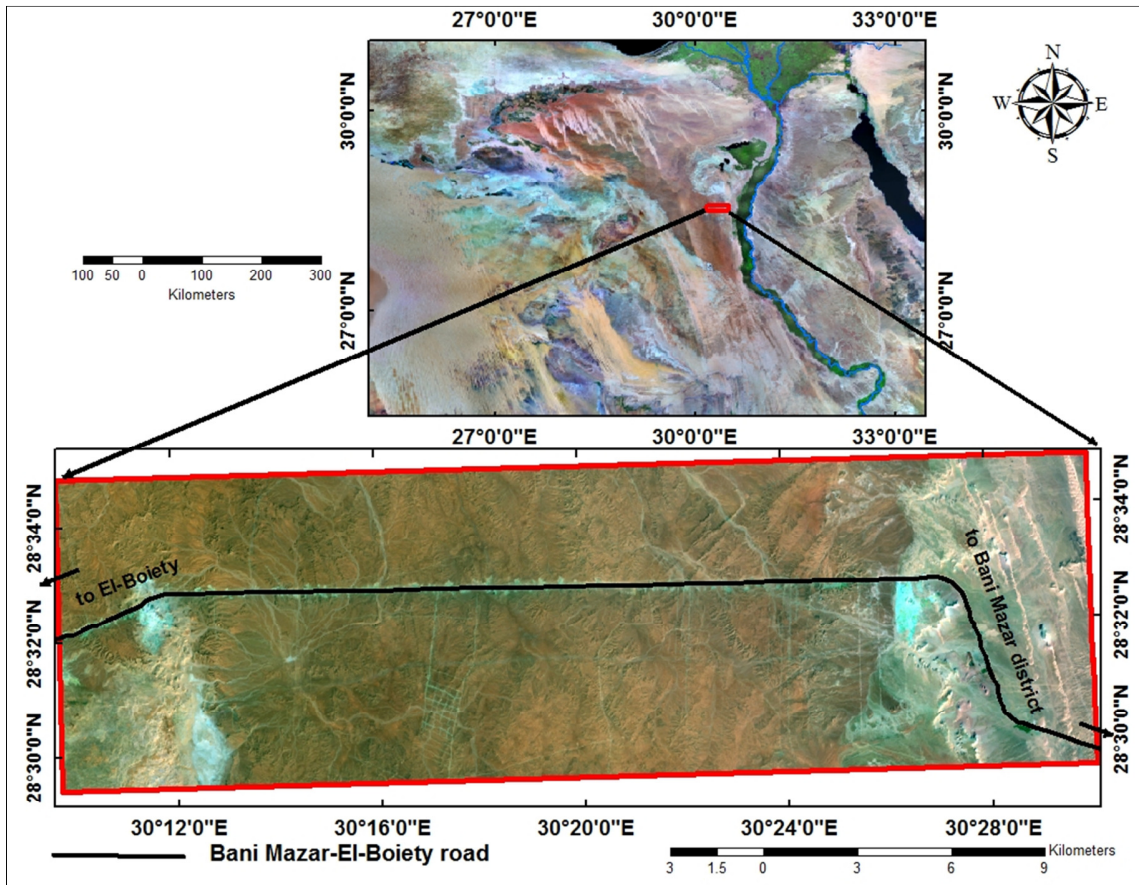 27°0'0"E 30°0'0"E 33°0'0"E
30°0'0"N
30°0'0"N
27°0'0"N
27°0'0"N
N
W E
S
100 50 0 100 200 300
Kilometers
27°0'0"E 30°0'0"E 33°0'0"E
28°34'0"N
28°32'0"N
28°30'0"N
28°34'0"N
28°32'0"N
28°30'0"N
to El-Boiety
to Bani Mazar district
30°12'0"E 30°16'0"E 30°20'0"E 30°24'0"E 30°28'0"E
Bani Mazar-El-Boiety road
Kilometers
3 1.5 0 3 6 9